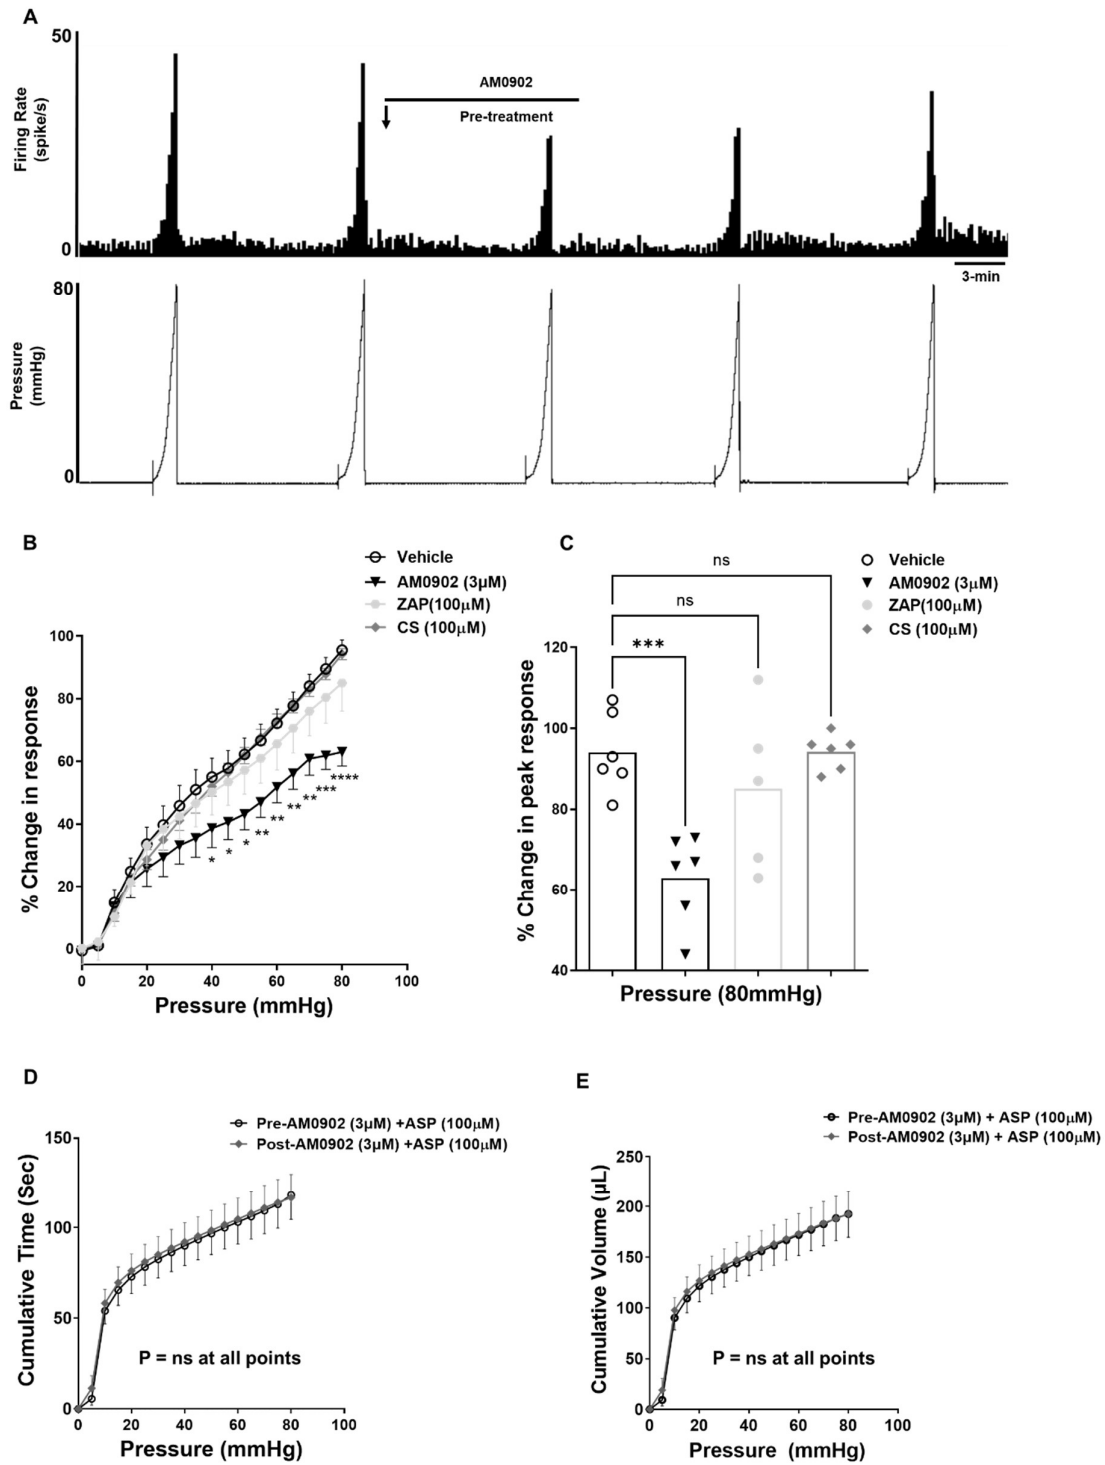 A
50
Firing Rate
(spike/s)
0
AM0902
Pre-treatment
3-min
80
Pressure
(mmHg)
0
B
Vehicle
AM0902 (3μM)
ZAP(100μM)
CS (100μM)
% Change in response
100
80
60
40
20
0
* * * ** ** ** ** *** ****
0 20 40 60 80 100
Pressure (mmHg)
C
Vehicle
AM0902 (3μM)
ZAP(100μM)
CS (100μM)
ns
ns
***
% Change in peak response
120
100
80
60
40
Pressure (80mmHg)
D
Pre-AM0902 (3μM) +ASP (100μM)
Post-AM0902 (3μM) +ASP (100μM)
Cumulative Time (Sec)
150
100
50
0
P = ns at all points
0 20 40 60 80 100
Pressure (mmHg)
E
Pre-AM0902 (3μM) + ASP (100μM)
Post-AM0902 (3μM) + ASP (100μM)
Cumulative Volume (μL)
250
200
150
100
50
0
P = ns at all points
0 20 40 60 80 100
Pressure (mmHg)